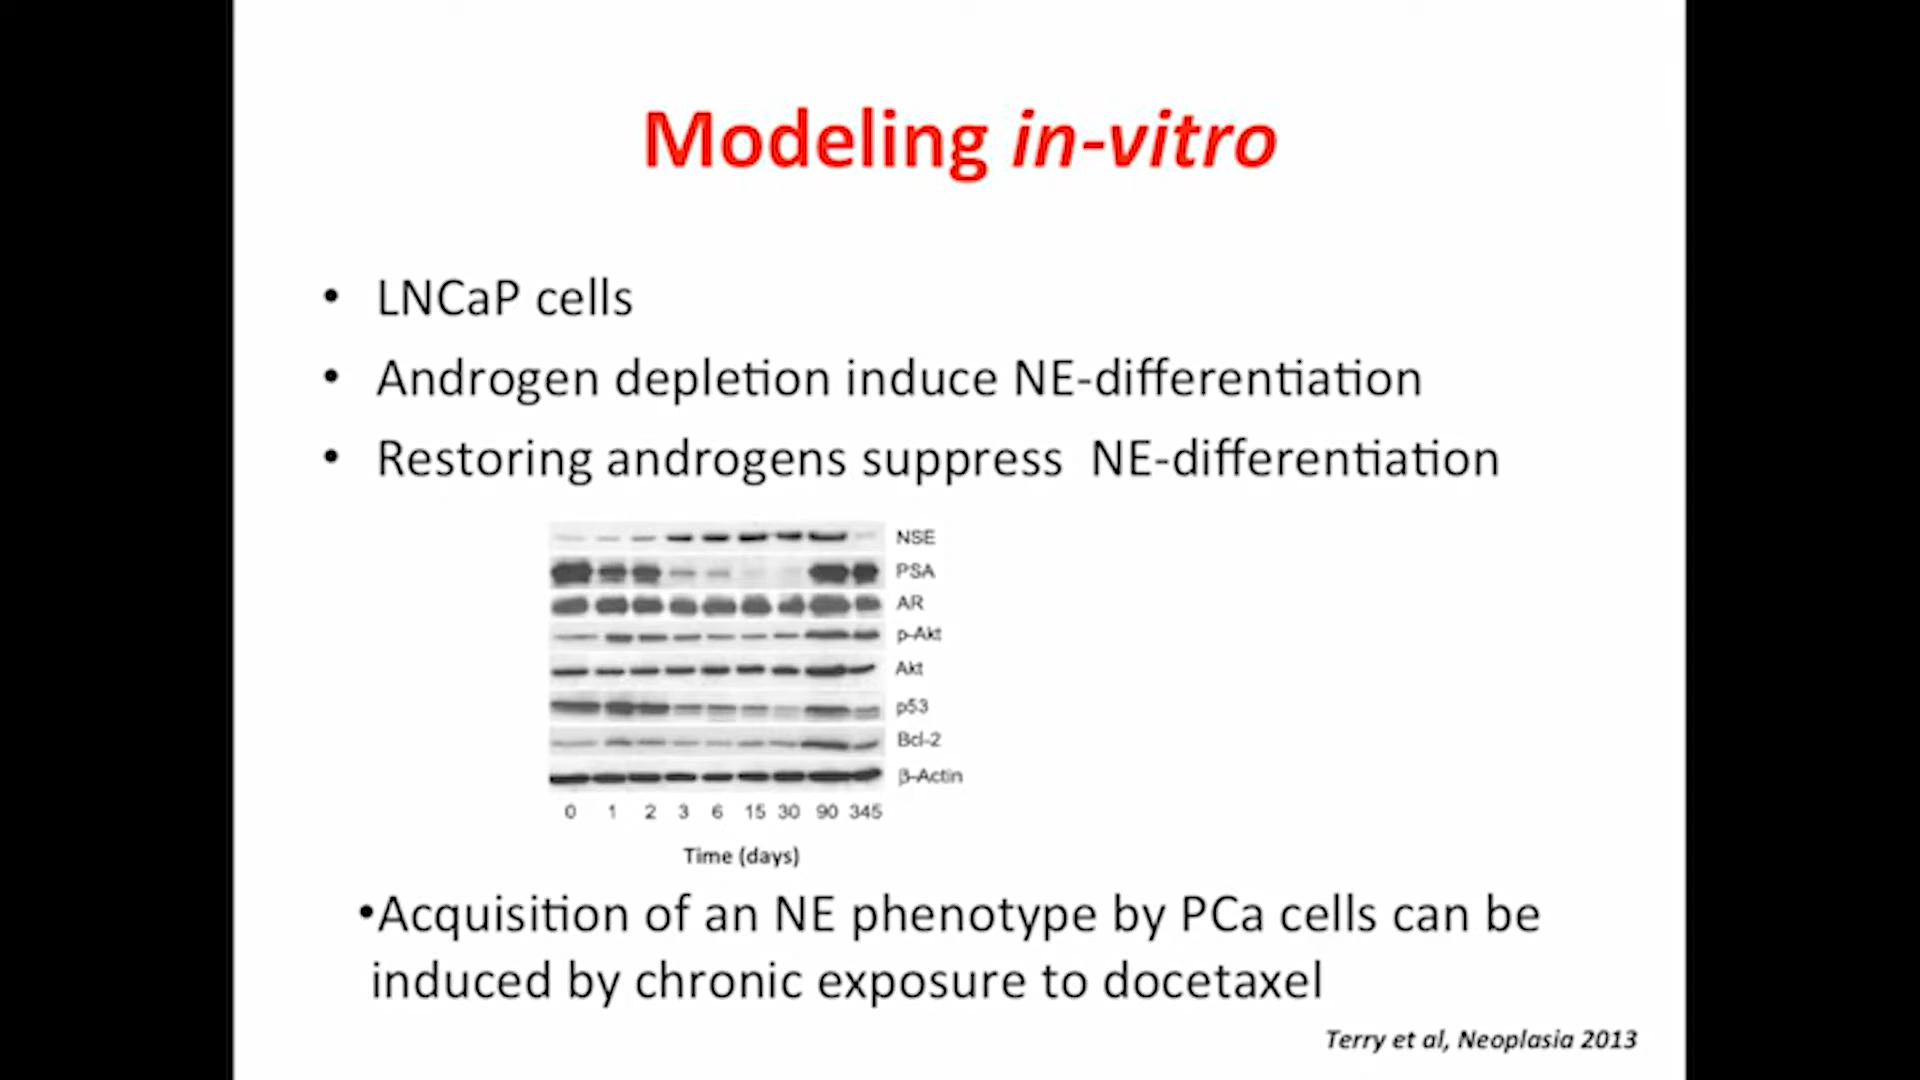 Modeling in-vitro
• LNCaP cells
• Androgen depletion induce NE-differentiation
• Restoring androgens suppress NE-differentiation
NSE
PSA
AR
p-Akt
Akt
p53
Bcl-2
β-Actin
0 1 2 3 6 15 30 90 345
Time (days)
•Acquisition of an NE phenotype by PCa cells can be
induced by chronic exposure to docetaxel
Terry et al, Neoplasia 2013